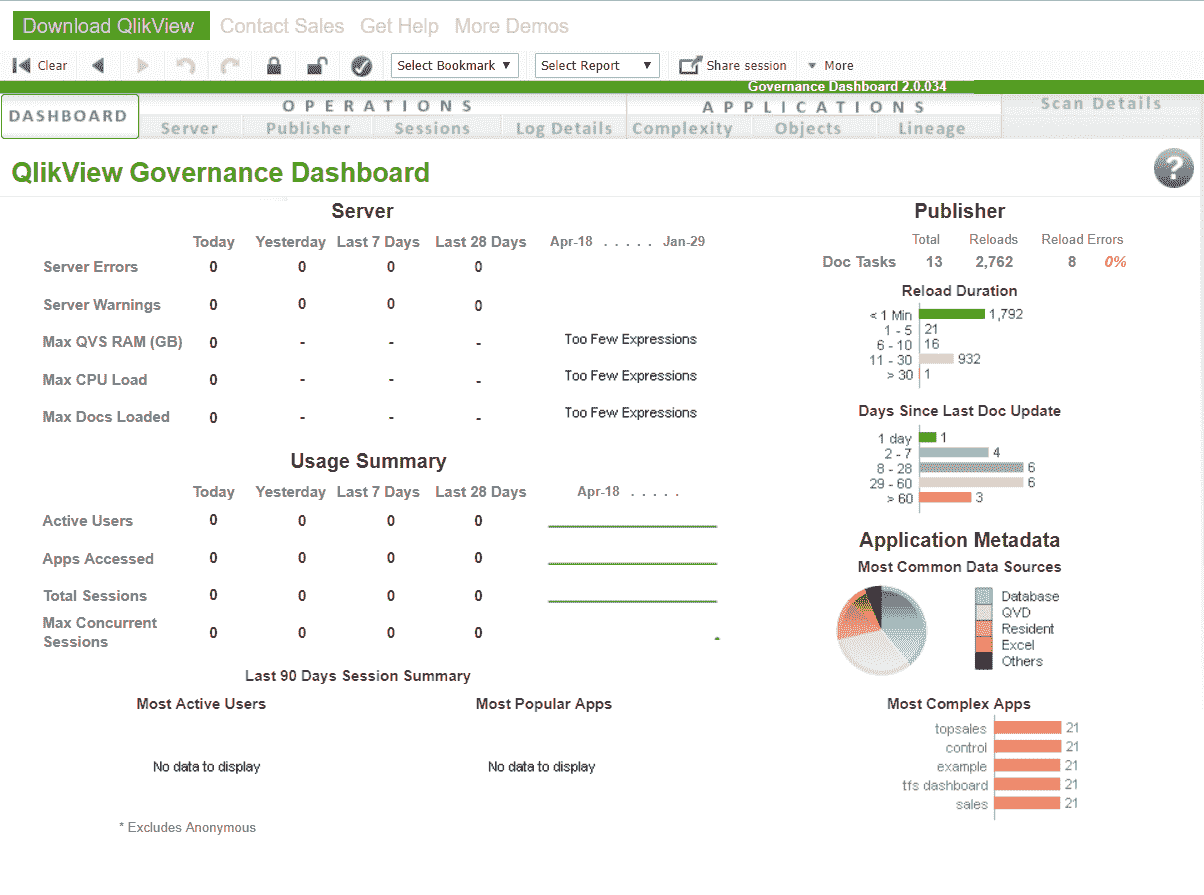 Download QlikView Contact Sales Get Help More Demos
Clear Select Bookmark ▼ Select Report ▼ Share session ▼ More
Governance Dashboard 2.0.034
DASHBOARD OPERATIONS APPLICATIONS Scan Details
Server Publisher Sessions Log Details Complexity Objects Lineage
QlikView Governance Dashboard ?
Server
Today Yesterday Last 7 Days Last 28 Days Apr-18 . . . . . Jan-29
Server Errors 0 0 0 0
Server Warnings 0 0 0 0
Max QVS RAM (GB) 0 - - - Too Few Expressions
Max CPU Load 0 - - - Too Few Expressions
Max Docs Loaded 0 - - - Too Few Expressions
Usage Summary
Today Yesterday Last 7 Days Last 28 Days Apr-18 . . . . .
Active Users 0 0 0 0
Apps Accessed 0 0 0 0
Total Sessions 0 0 0 0
Max Concurrent
Sessions 0 0 0 0
Last 90 Days Session Summary
Most Active Users Most Popular Apps
No data to display No data to display
* Excludes Anonymous
Publisher
Total Reloads Reload Errors
Doc Tasks 13 2,762 8 0%
Reload Duration
< 1 Min 1,792
1 - 5 21
6 - 10 16
11 - 30 932
> 30 1
Days Since Last Doc Update
1 day 1
2 - 7 4
8 - 28 6
29 - 60 6
> 60 3
Application Metadata
Most Common Data Sources
Database
QVD
Resident
Excel
Others
Most Complex Apps
topsales 21
control 21
example 21
tfs dashboard 21
sales 21